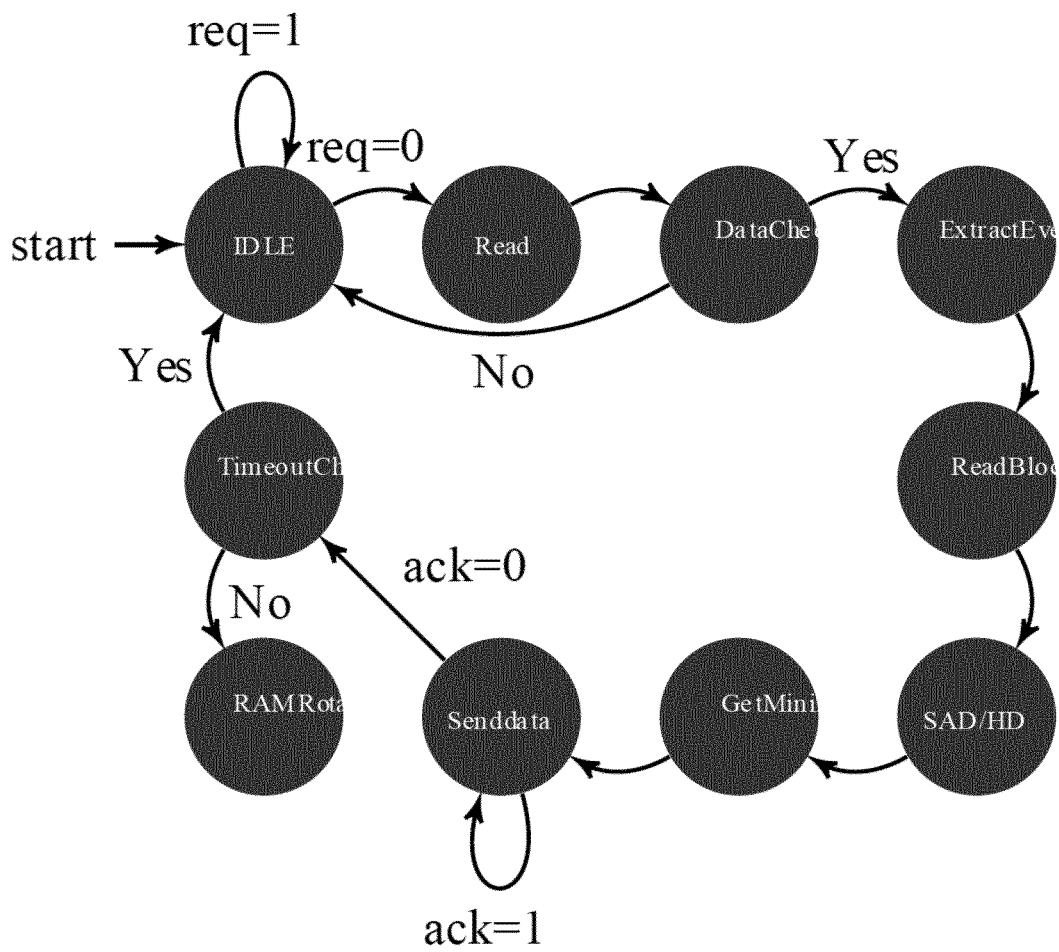 req=1
req=0
Yes
start
IDLE
Read
DataChe
ExtractEve
No
Yes
TimeoutCh
ReadBloc
ack=0
No
RAMRota
Senddata
GetMini
SAD/HD
ack=1